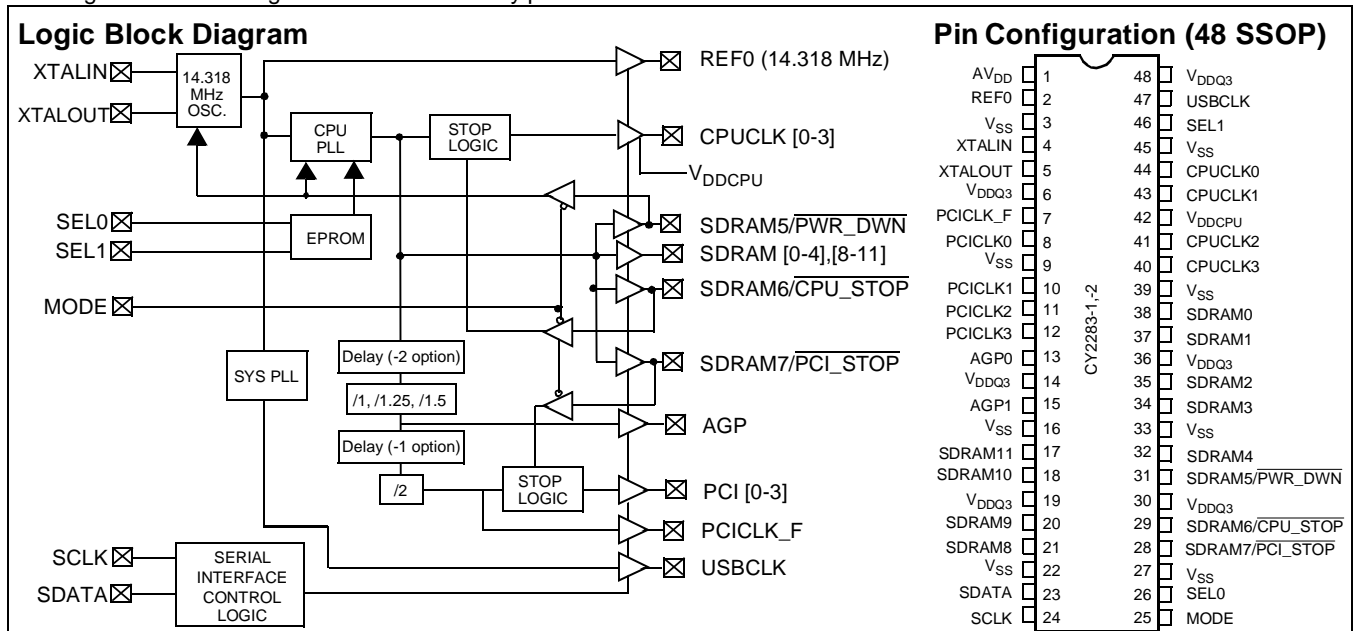 Logic Block Diagram
XTALIN
XTALOUT
14.318
MHz
OSC.
CPU
PLL
STOP
LOGIC
REF0 (14.318 MHz)
CPUCLK [0-3]
VDDCPU
SEL0
SEL1
EPROM
MODE
SDRAM5/PWR_DWN
SDRAM [0-4],[8-11]
SDRAM6/CPU_STOP
SDRAM7/PCI_STOP
SYS PLL
Delay (-2 option)
/1, /1.25, /1.5
AGP
Delay (-1 option)
/2
STOP
LOGIC
PCI [0-3]
PCICLK_F
USBCLK
SCLK
SDATA
SERIAL
INTERFACE
CONTROL
LOGIC
Pin Configuration (48 SSOP)
AVDD 1 48 VDDQ3
REF0 2 47 USBCLK
VSS 3 46 SEL1
XTALIN 4 45 VSS
XTALOUT 5 44 CPUCLK0
VDDQ3 6 43 CPUCLK1
PCICLK_F 7 42 VDDCPU
PCICLK0 8 41 CPUCLK2
VSS 9 40 CPUCLK3
PCICLK1 10 39 VSS
PCICLK2 11 38 SDRAM0
PCICLK3 12 37 SDRAM1
AGP0 13 36 VDDQ3
VDDQ3 14 35 SDRAM2
AGP1 15 34 SDRAM3
VSS 16 33 VSS
SDRAM11 17 32 SDRAM4
SDRAM10 18 31 SDRAM5/PWR_DWN
VDDQ3 19 30 VDDQ3
SDRAM9 20 29 SDRAM6/CPU_STOP
SDRAM8 21 28 SDRAM7/PCI_STOP
VSS 22 27 VSS
SDATA 23 26 SEL0
SCLK 24 25 MODE
CY2283-1,-2